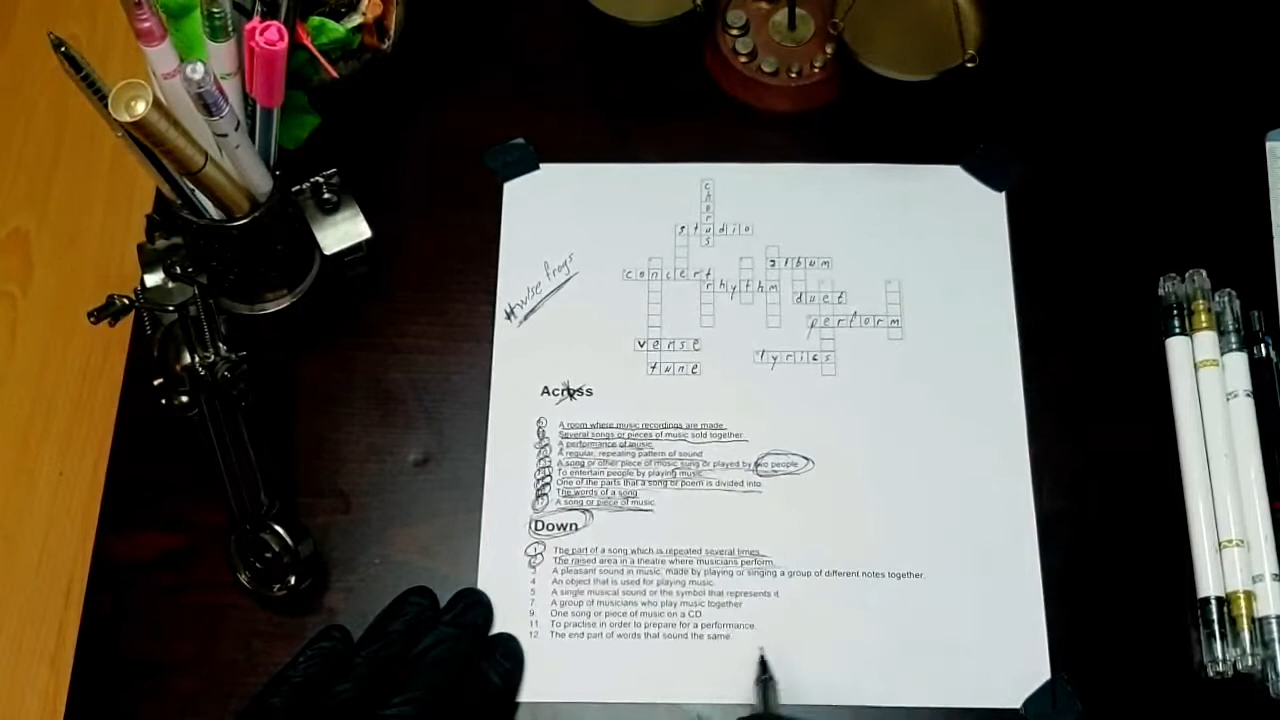 chorus
studio
album
concert
rhythm
duet
perform
verse
lyrics
tune
#wise frogs
Across
A room where music recordings are made
Several songs or pieces of music sold together
A performance of music
A regular, repeating pattern of sound
A song or other piece of music sung or played by two people
To entertain people by playing music
One of the parts that a song or poem is divided into
The words of a song
A song or piece of music
Down
1 The part of a song which is repeated several times
2 The raised area in a theatre where musicians perform
3 A pleasant sound in music, made by playing or singing a group of different notes together.
4 An object that is used for playing music.
5 A single musical sound or the symbol that represents it
7. A group of musicians who play music together
9. One song or piece of music on a CD
11. To practise in order to prepare for a performance.
12. The end part of words that sound the same.